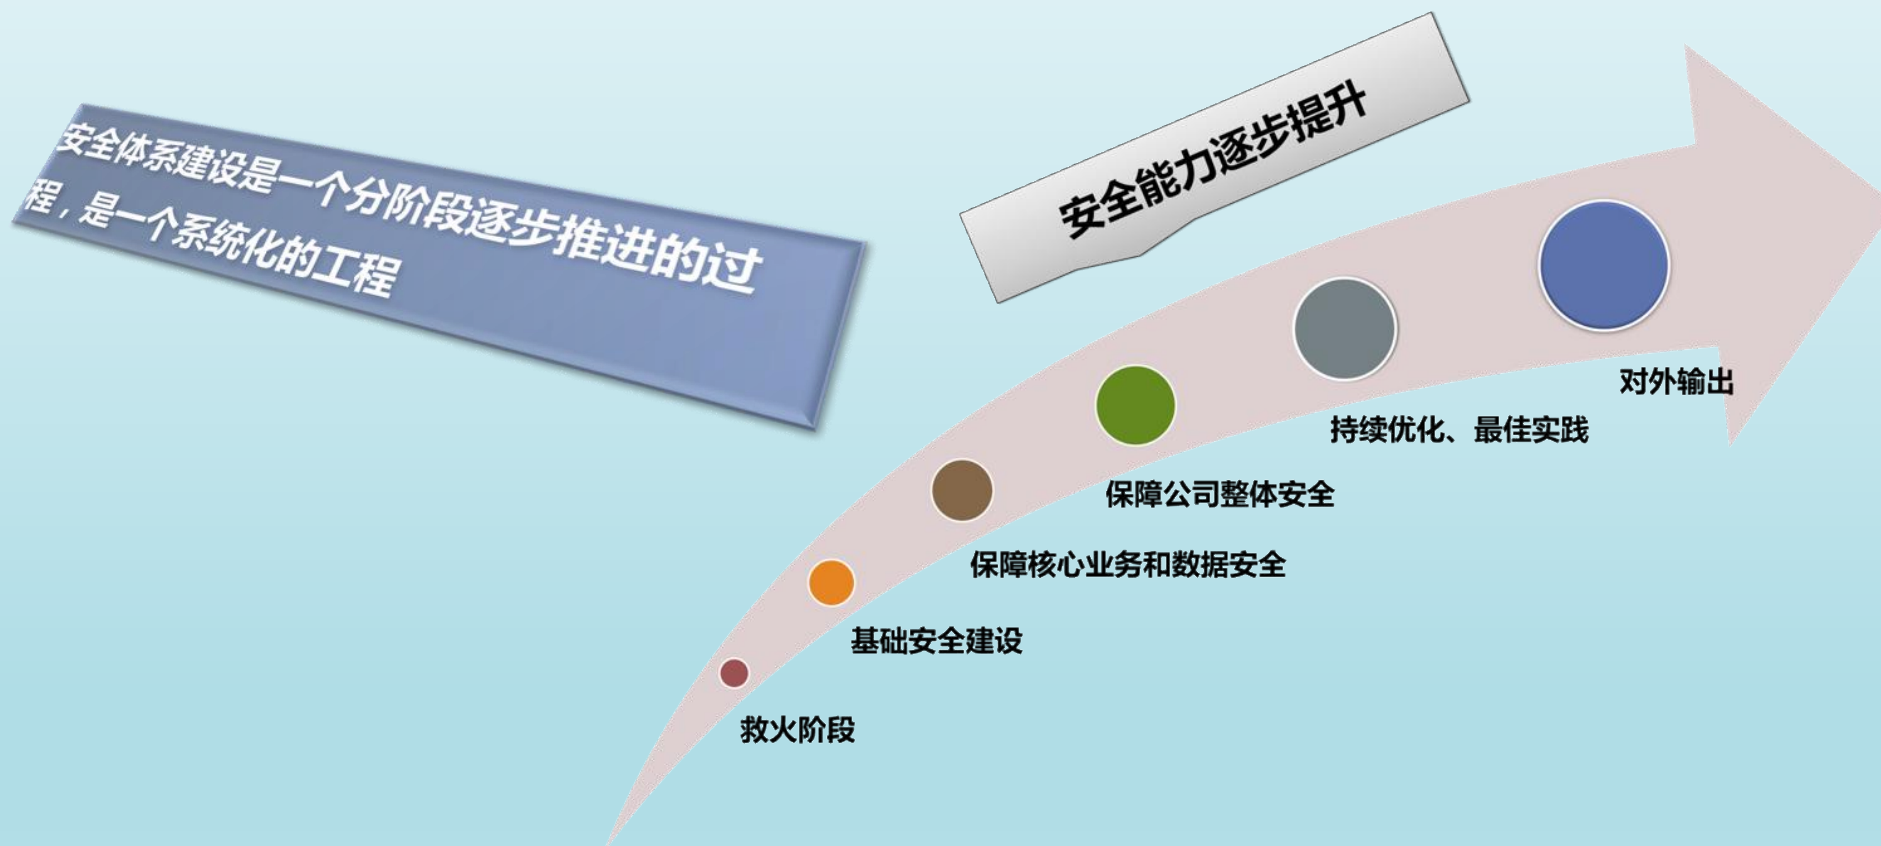 安全体系建设是一个分阶段逐步推进的过
程，是一个系统化的工程
安全能力逐步提升
对外输出
持续优化、最佳实践
保障公司整体安全
保障核心业务和数据安全
基础安全建设
救火阶段